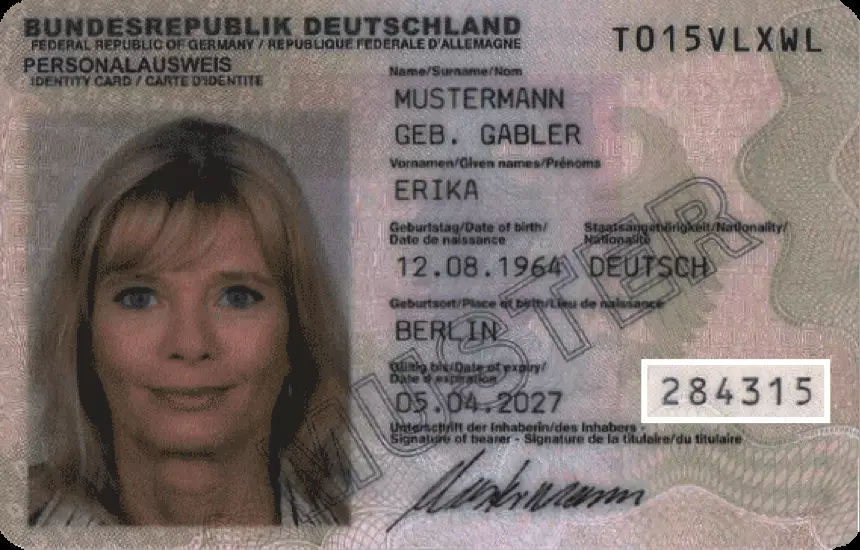 BUNDESREPUBLIK DEUTSCHLAND
FEDERAL REPUBLIC OF GERMANY / REPUBLIQUE FEDERALE D'ALLEMAGNE
PERSONALAUSWEIS
IDENTITY CARD / CARTE D'IDENTITE
T015VLXWL
Name/Surname/Nom
MUSTERMANN
GEB. GABLER
Vornamen/Given names/Prénoms
ERIKA
Geburtstag/Date of birth/ Staatsangehörigkeit/Nationality/
Date de naissance Nationalité
12.08.1964 DEUTSCH
Geburtsort/Place of birth/Lieu de naissance
BERLIN
Gültig bis/Date of expiry/
Date d'expiration
05.04.2027
284315
Unterschrift der Inhaberin/des Inhabers -
Signature of bearer - Signature de la titulaire/du titulaire
Mustermann
MUSTER